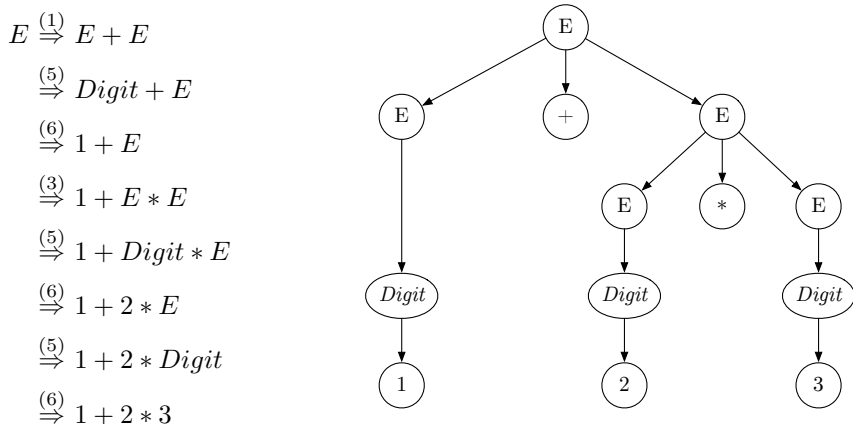 E (1)⇒ E + E
(5)⇒ Digit + E
(6)⇒ 1 + E
(3)⇒ 1 + E ∗ E
(5)⇒ 1 + Digit ∗ E
(6)⇒ 1 + 2 ∗ E
(5)⇒ 1 + 2 ∗ Digit
(6)⇒ 1 + 2 ∗ 3
E
E + E
E ∗ E
Digit Digit Digit
1 2 3